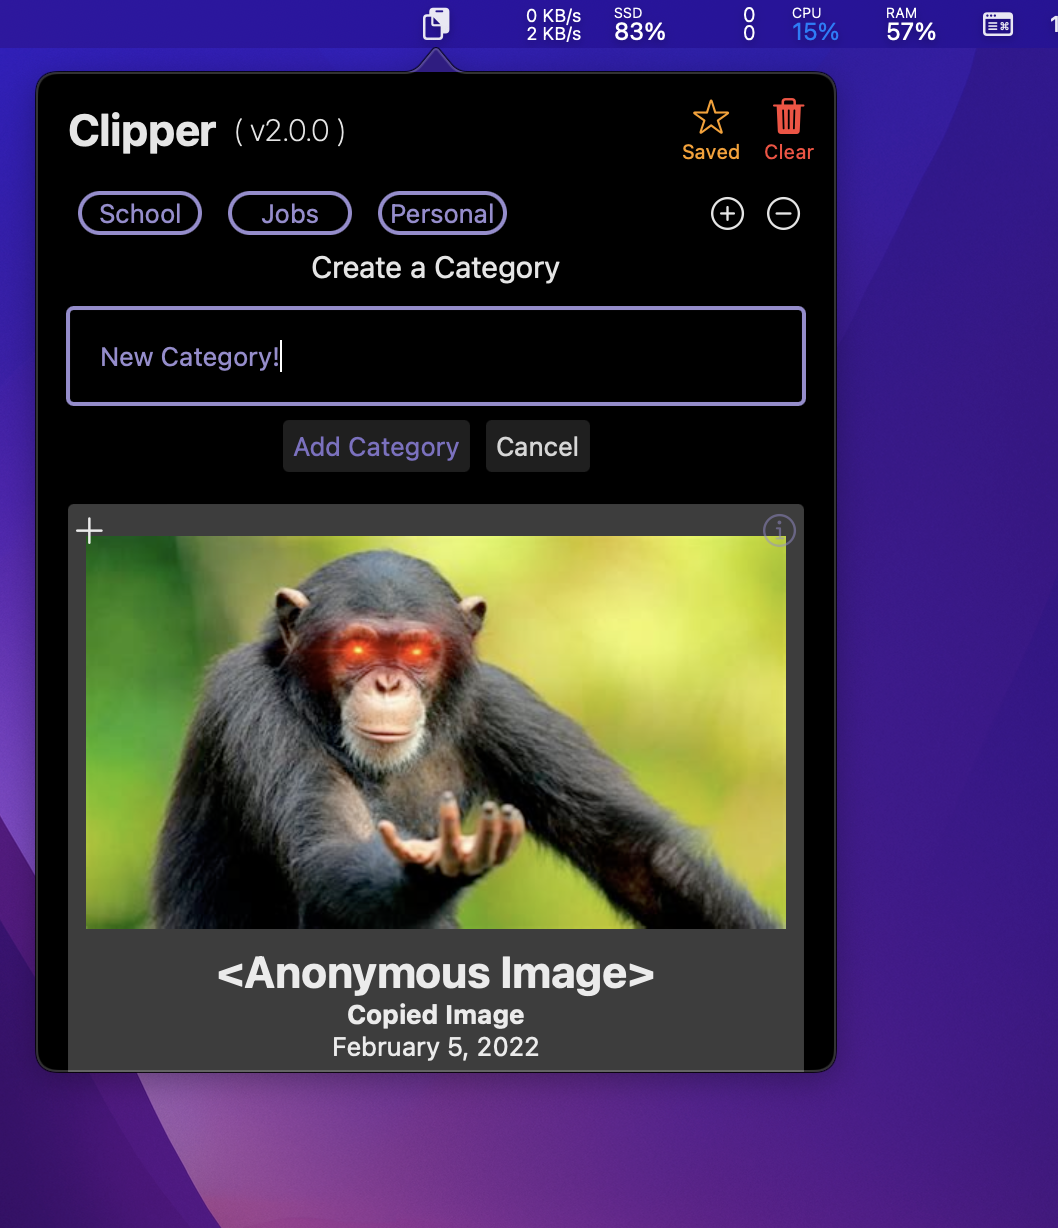 0 KB/s SSD 0 CPU RAM
2 KB/s 83% 0 15% 57%
Clipper ( v2.0.0 )
Saved Clear
School Jobs Personal
Create a Category
New Category!
Add Category Cancel
<Anonymous Image>
Copied Image
February 5, 2022